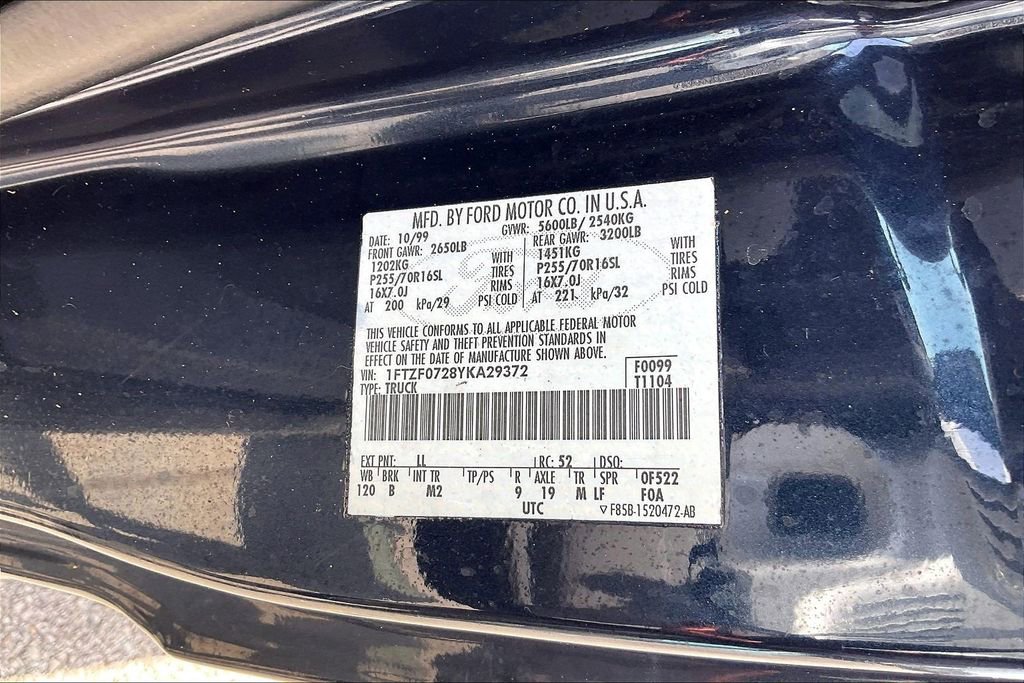 MFD. BY FORD MOTOR CO. IN U.S.A.
DATE: 10/99 GVWR: 5600LB/ 2540KG
FRONT GAWR: 2650LB REAR GAWR: 3200LB
1202KG WITH 1451KG WITH
P255/70R16SL TIRES P255/70R16SL TIRES
16X7.0J RIMS 16X7.0J RIMS
AT 200 kPa/29 PSI COLD AT 221 kPa/32 PSI COLD
THIS VEHICLE CONFORMS TO ALL APPLICABLE FEDERAL MOTOR
VEHICLE SAFETY AND THEFT PREVENTION STANDARDS IN
EFFECT ON THE DATE OF MANUFACTURE SHOWN ABOVE.
VIN: 1FTZF0728YKA29372 F0099
TYPE: TRUCK T1104
EXT PNT: LL RC: 52 DSO:
WB BRK INT TR TP/PS R AXLE TR SPR 0F522
120 B M2 9 19 M LF F0A
UTC ▽ F85B-1520472-AB